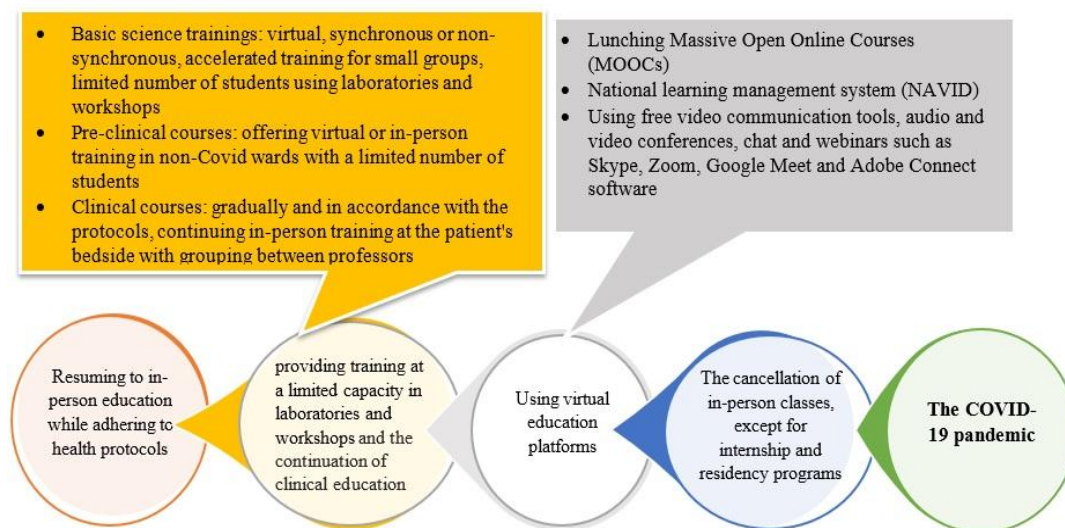 • Basic science trainings: virtual, synchronous or non-
synchronous, accelerated training for small groups,
limited number of students using laboratories and
workshops
• Pre-clinical courses: offering virtual or in-person
training in non-Covid wards with a limited number of
students
• Clinical courses: gradually and in accordance with the
protocols, continuing in-person training at the patient's
bedside with grouping between professors
• Lunching Massive Open Online Courses
(MOOCs)
• National learning management system (NAVID)
• Using free video communication tools, audio and
video conferences, chat and webinars such as
Skype, Zoom, Google Meet and Adobe Connect
software
Resuming to in-
person education
while adhering to
health protocols
providing training at
a limited capacity in
laboratories and
workshops and the
continuation of
clinical education
Using virtual
education
platforms
The cancellation of
in-person classes,
except for
internship and
residency programs
The COVID-
19 pandemic